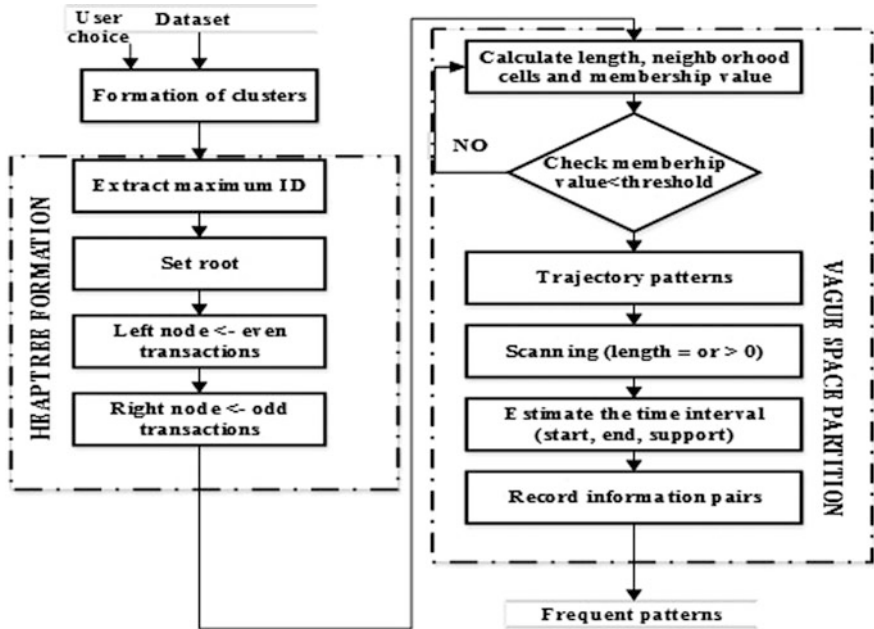 User
choice
Dataset
Formation of clusters
HEAPTREE FORMATION
Extract maximum ID
Set root
Left node <- even
transactions
Right node <- odd
transactions
Calculate length, neighborhood
cells and membership value
NO
Check memberhip
value<threshold
Trajectory patterns
Scanning (length = or > 0)
Estimate the time interval
(start, end, support)
Record information pairs
VAGUE SPACE PARTITION
Frequent patterns